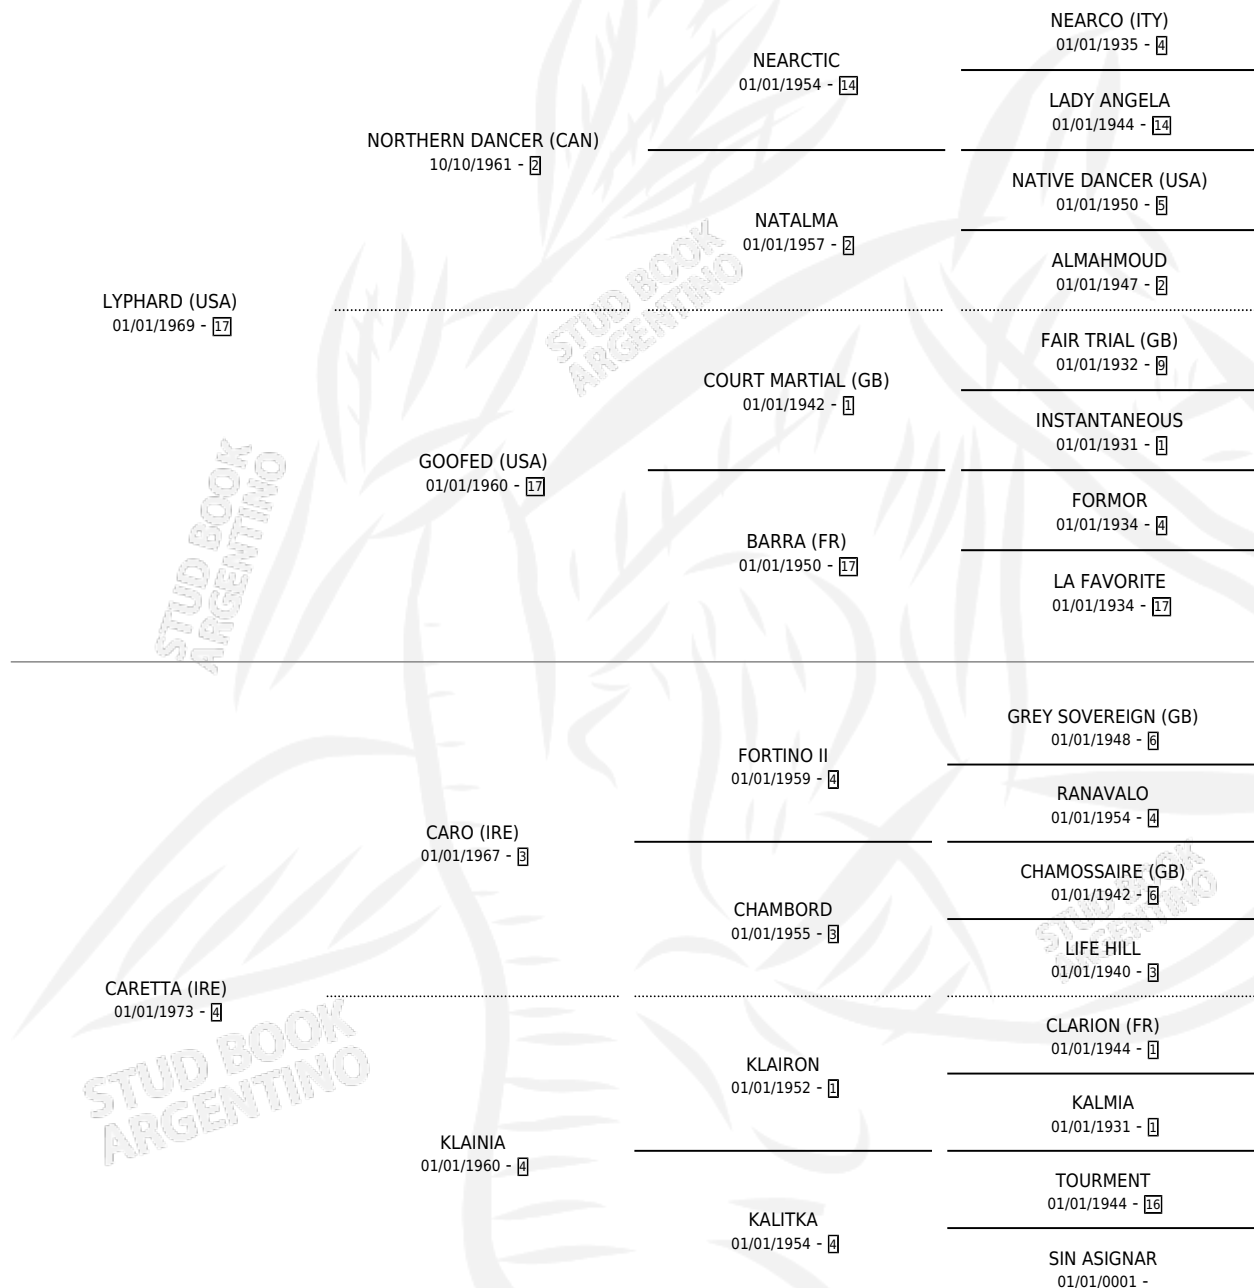 NEARCO (ITY)
01/01/1935 - 4
NEARCTIC
01/01/1954 - 14
LADY ANGELA
01/01/1944 - 14
NORTHERN DANCER (CAN)
10/10/1961 - 2
NATIVE DANCER (USA)
01/01/1950 - 5
NATALMA
01/01/1957 - 2
ALMAHMOUD
01/01/1947 - 2
LYPHARD (USA)
01/01/1969 - 17
STUD BOOK
ARGENTINO
FAIR TRIAL (GB)
01/01/1932 - 9
COURT MARTIAL (GB)
01/01/1942 - 1
INSTANTANEOUS
01/01/1931 - 1
GOOFED (USA)
01/01/1960 - 17
STUD BOOK
ARGENTINO
FORMOR
01/01/1934 - 4
BARRA (FR)
01/01/1950 - 17
LA FAVORITE
01/01/1934 - 17
GREY SOVEREIGN (GB)
01/01/1948 - 6
FORTINO II
01/01/1959 - 4
RANAVALO
01/01/1954 - 4
CARO (IRE)
01/01/1967 - 3
CHAMOSSAIRE (GB)
01/01/1942 - 6
STUD BOOK
ARGENTINO
CHAMBORD
01/01/1955 - 3
LIFE HILL
01/01/1940 - 3
CARETTA (IRE)
01/01/1973 - 4
STUD BOOK
ARGENTINO
CLARION (FR)
01/01/1944 - 1
KLAIRON
01/01/1952 - 1
KALMIA
01/01/1931 - 1
KLAINIA
01/01/1960 - 4
TOURMENT
01/01/1944 - 16
KALITKA
01/01/1954 - 4
SIN ASIGNAR
01/01/0001 -